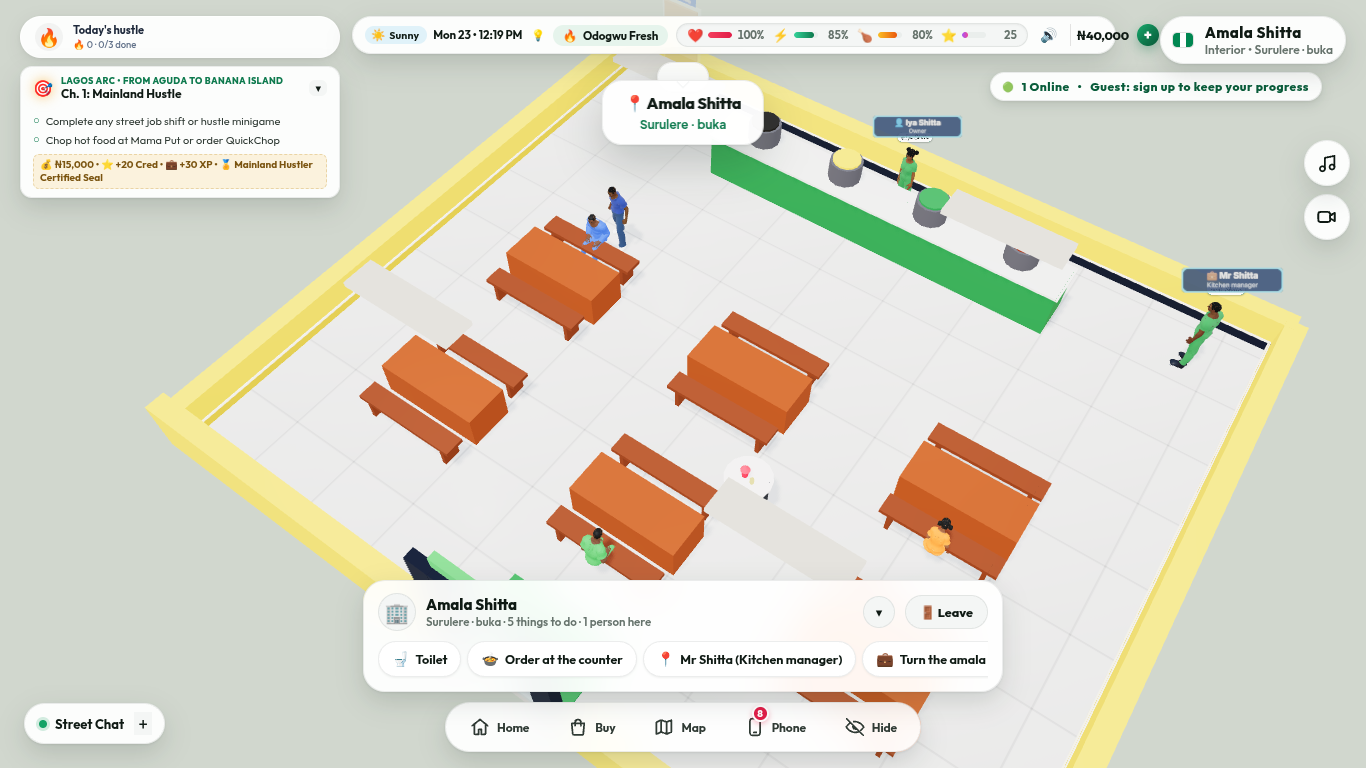 Today's hustle
0 · 0/3 done
LAGOS ARC • FROM AGUDA TO BANANA ISLAND
Ch. 1: Mainland Hustle
Complete any street job shift or hustle minigame
Chop hot food at Mama Put or order QuickChop
₦15,000 • +20 Cred • +30 XP • Mainland Hustler
Certified Seal
Sunny
Mon 23 • 12:19
Odogwu Fresh
100%
85%
80%
25
₦40,000
+
Amala Shitta
Interior • Surulere · buka
1 Online • Guest: sign up to keep your progress
Amala Shitta
Surulere · buka
Iya Shitta
Owner
Mr Shitta
Kitchen manager
Amala Shitta
Surulere · buka · 5 things to do · 1 person here
Leave
Toilet
Order at the counter
Mr Shitta (Kitchen manager)
Turn the amala
Street Chat +
Home
Buy
Map
8
Phone
Hide